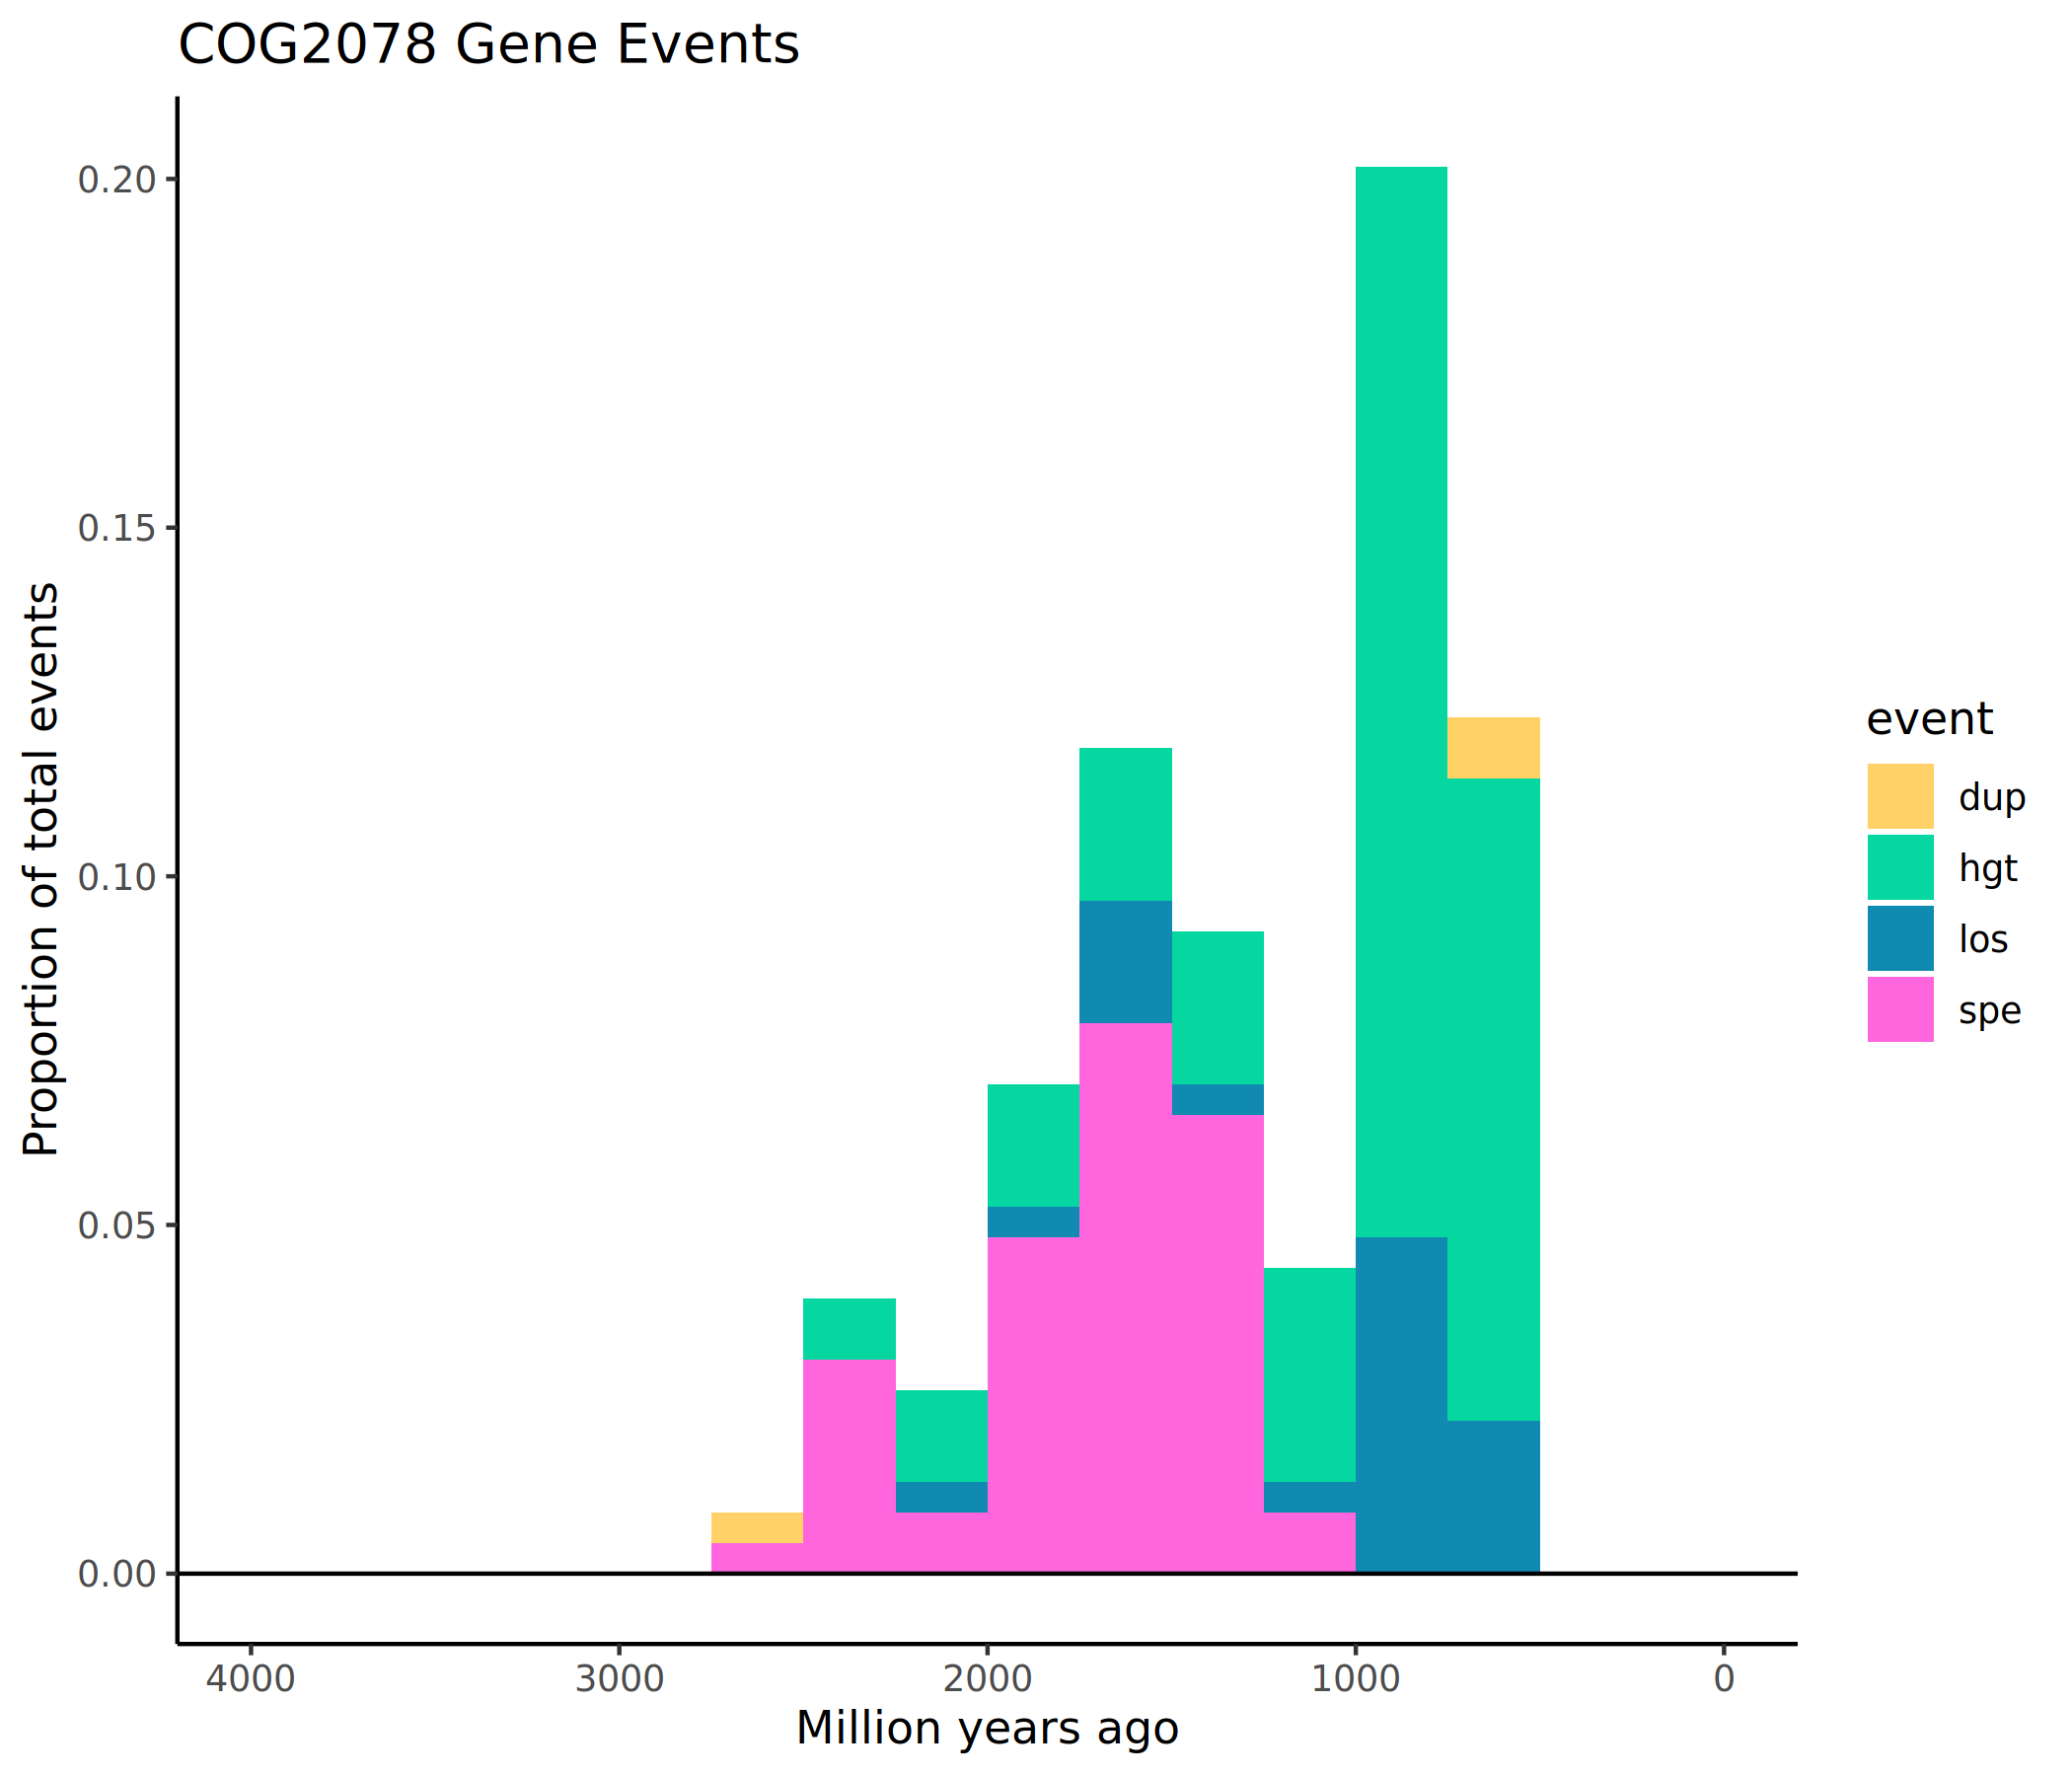 COG2078 Gene Events
Proportion of total events
0.20
0.15
0.10
0.05
0.00
4000 3000 2000 1000 0
Million years ago
event
dup
hgt
los
spe